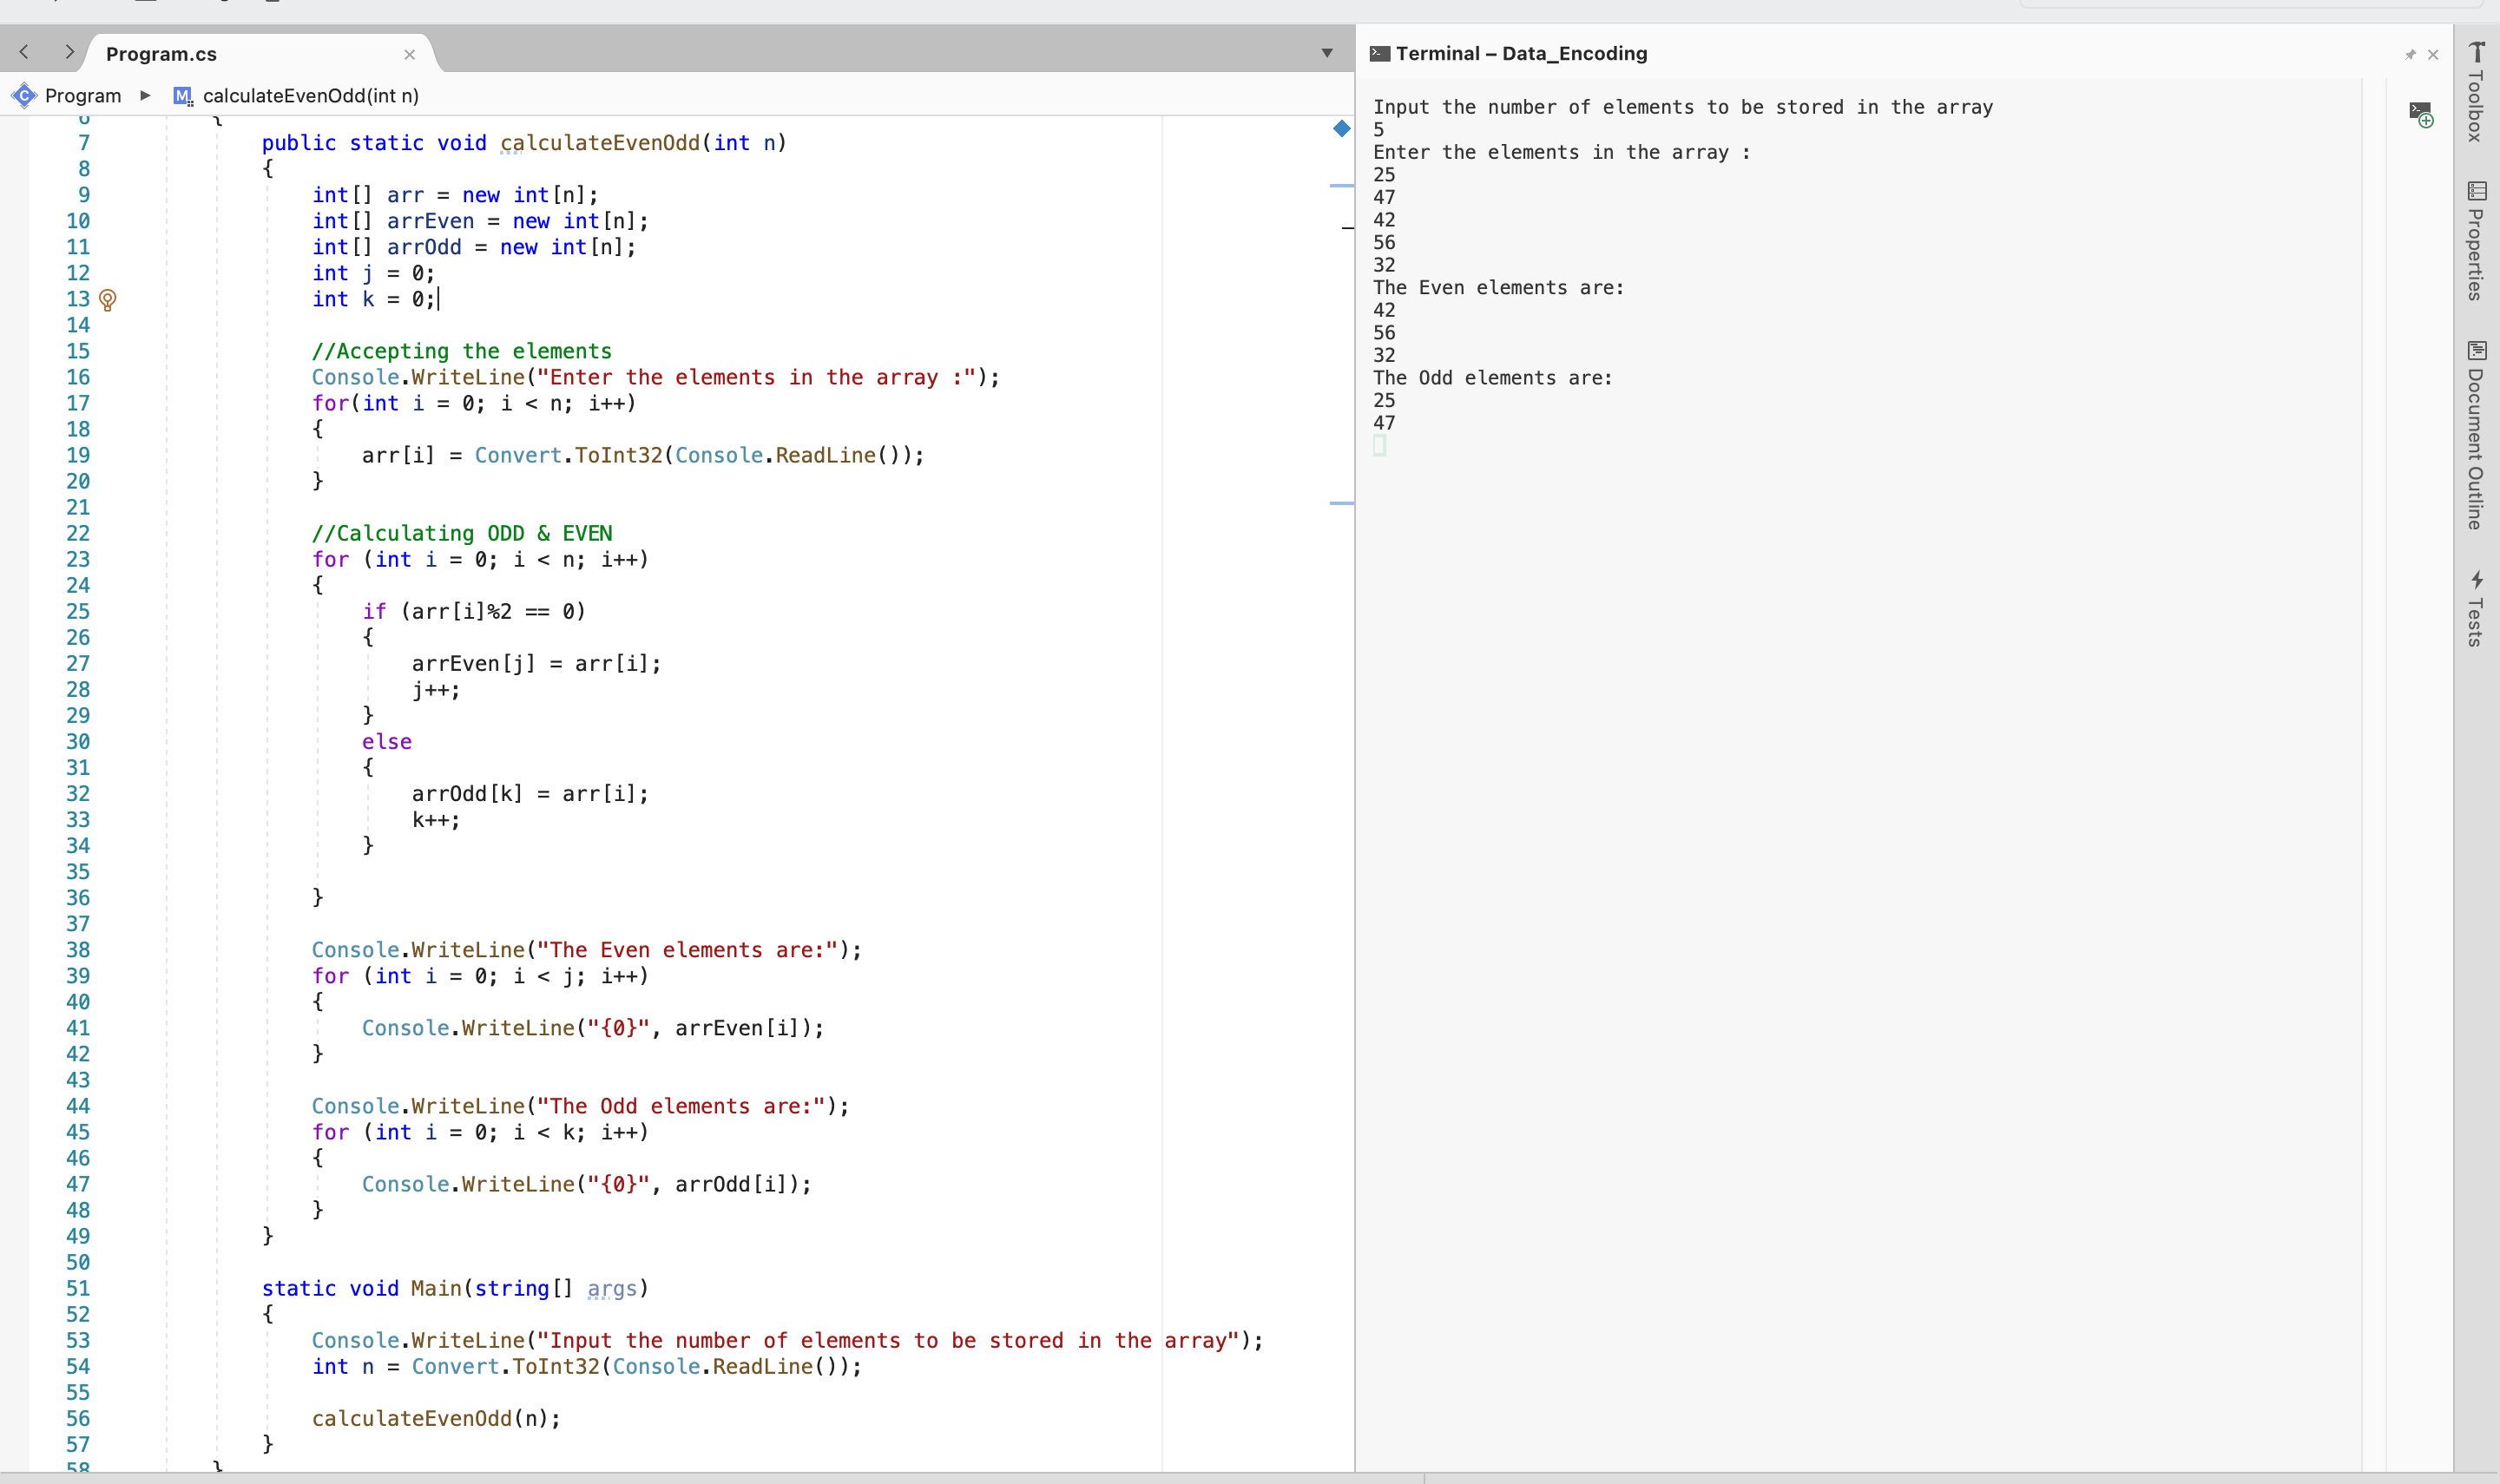 Program.cs
Program calculateEvenOdd(int n)
6 {
7 public static void calculateEvenOdd(int n)
8 {
9 int[] arr = new int[n];
10 int[] arrEven = new int[n];
11 int[] arrOdd = new int[n];
12 int j = 0;
13 int k = 0;
14
15 //Accepting the elements
16 Console.WriteLine("Enter the elements in the array :");
17 for(int i = 0; i < n; i++)
18 {
19 arr[i] = Convert.ToInt32(Console.ReadLine());
20 }
21
22 //Calculating ODD & EVEN
23 for (int i = 0; i < n; i++)
24 {
25 if (arr[i]%2 == 0)
26 {
27 arrEven[j] = arr[i];
28 j++;
29 }
30 else
31 {
32 arrOdd[k] = arr[i];
33 k++;
34 }
35
36 }
37
38 Console.WriteLine("The Even elements are:");
39 for (int i = 0; i < j; i++)
40 {
41 Console.WriteLine("{0}", arrEven[i]);
42 }
43
44 Console.WriteLine("The Odd elements are:");
45 for (int i = 0; i < k; i++)
46 {
47 Console.WriteLine("{0}", arrOdd[i]);
48 }
49 }
50
51 static void Main(string[] args)
52 {
53 Console.WriteLine("Input the number of elements to be stored in the array");
54 int n = Convert.ToInt32(Console.ReadLine());
55
56 calculateEvenOdd(n);
57 }
58 }
Terminal – Data_Encoding
Input the number of elements to be stored in the array
5
Enter the elements in the array :
25
47
42
56
32
The Even elements are:
42
56
32
The Odd elements are:
25
47
Toolbox
Properties
Document Outline
Tests